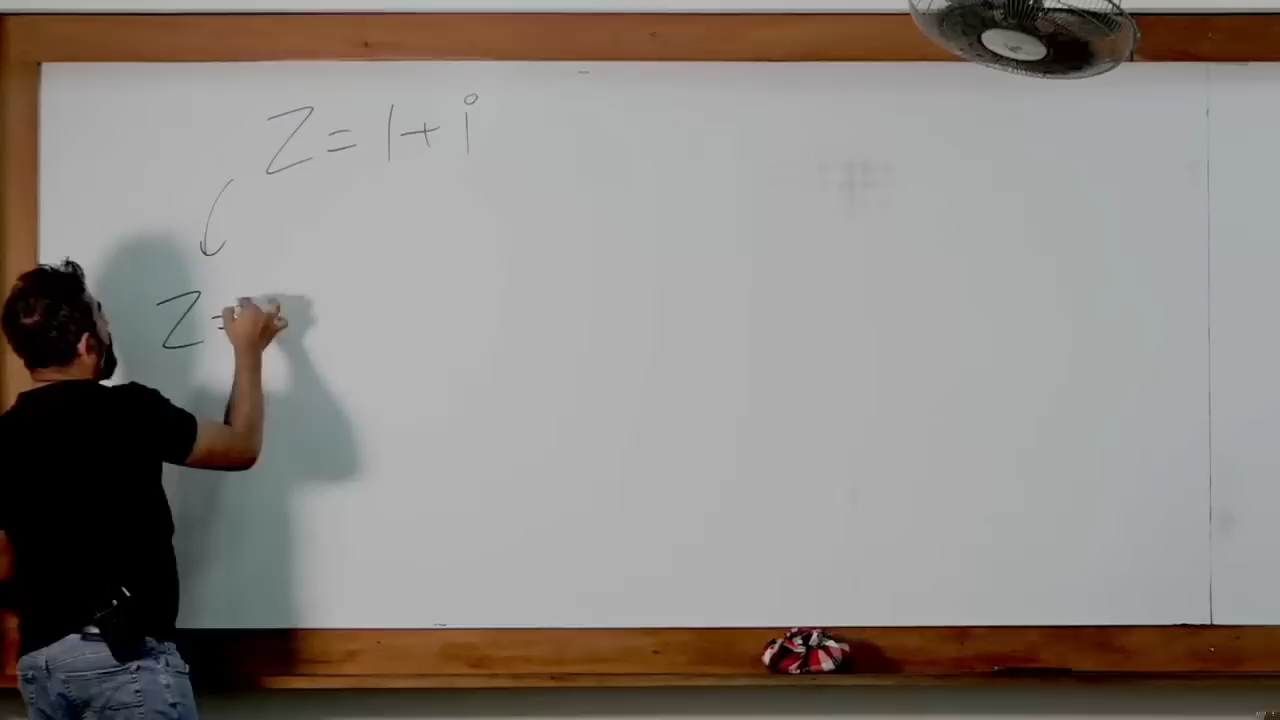 Z = 1 + i
Z =